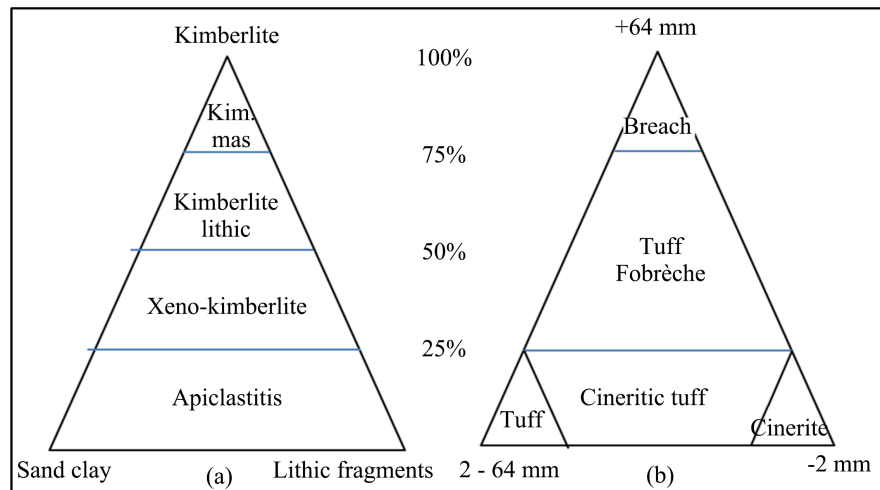 Kimberlite
Kim.
mas
Kimberlite
lithic
Xeno-kimberlite
Apiclastitis
Sand clay
(a)
Lithic fragments
100%
75%
50%
25%
+64 mm
Breach
Tuff
Fobrèche
Tuff
Cineritic tuff
Cinerite
2 - 64 mm
(b)
-2 mm